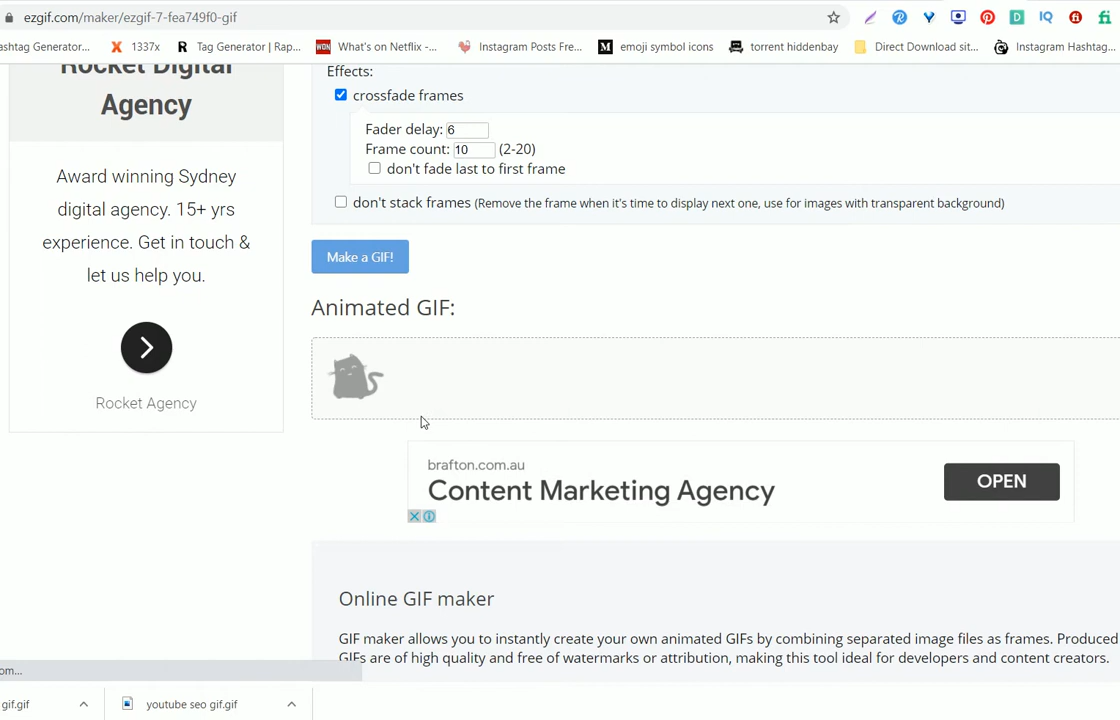 ezgif.com/maker/ezgif-7-fea749f0-gif
ashtag Generator...
1337x
Tag Generator | Rap...
What's on Netflix -...
Instagram Posts Fre...
emoji symbol icons
torrent hiddenbay
Direct Download sit...
Instagram Hashtag...
Rocket Digital
Agency
Award winning Sydney
digital agency. 15+ yrs
experience. Get in touch &
let us help you.
Rocket Agency
Effects:
crossfade frames
Fader delay: 6
Frame count: 10 (2-20)
don't fade last to first frame
don't stack frames (Remove the frame when it's time to display next one, use for images with transparent background)
Make a GIF!
Animated GIF:
brafton.com.au
Content Marketing Agency
OPEN
Online GIF maker
GIF maker allows you to instantly create your own animated GIFs by combining separated image files as frames. Produced
GIFs are of high quality and free of watermarks or attribution, making this tool ideal for developers and content creators.
om...
gif.gif
youtube seo gif.gif